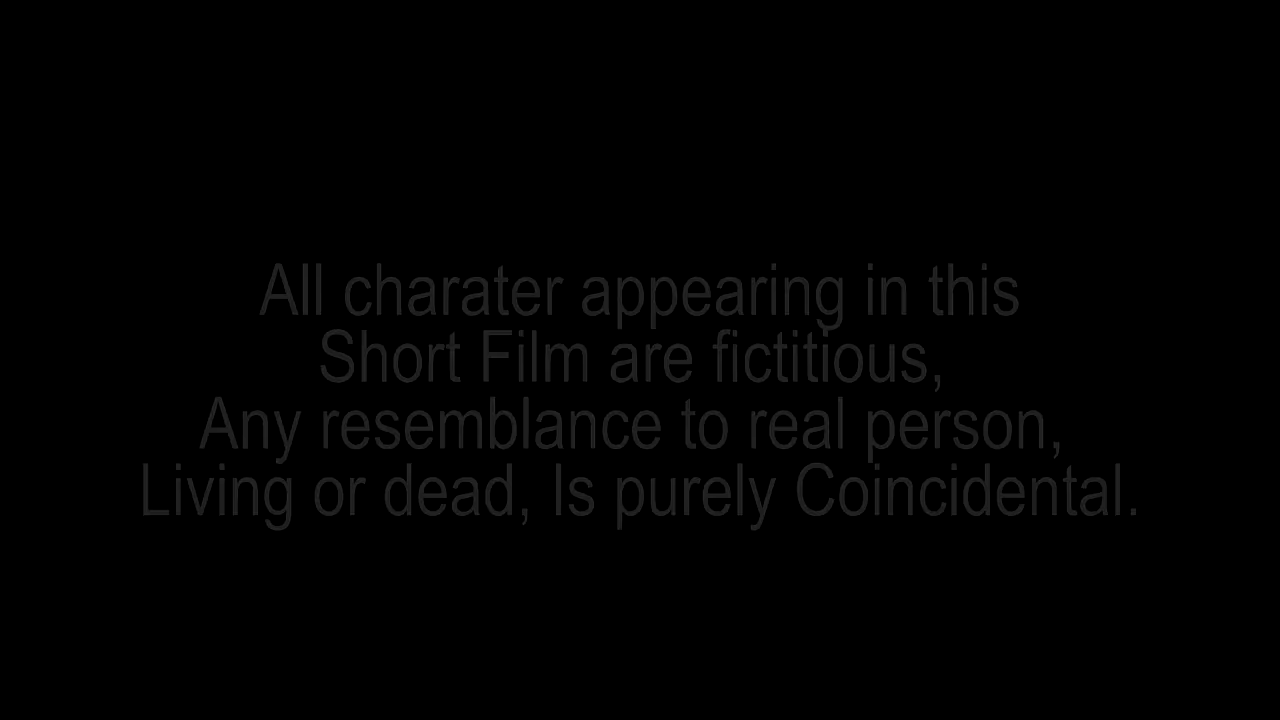 All charater appearing in this
Short Film are fictitious,
Any resemblance to real person,
Living or dead, Is purely Coincidental.